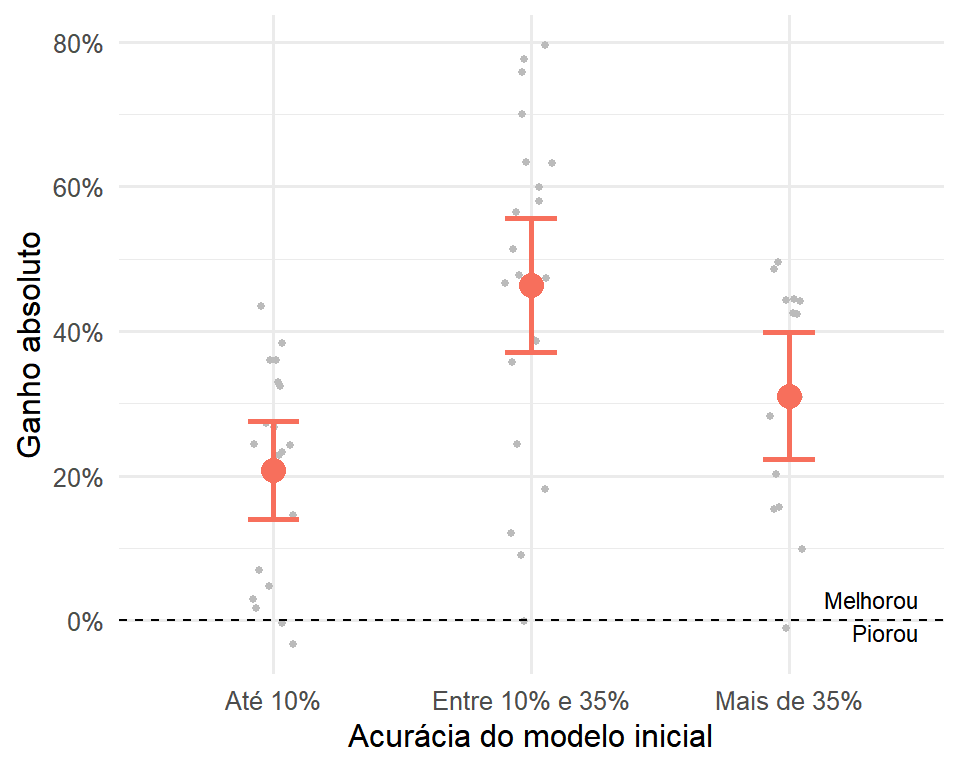 80%
60%
40%
20%
0%
Ganho absoluto
Melhorou
Piorou
Até 10%
Entre 10% e 35%
Mais de 35%
Acurácia do modelo inicial